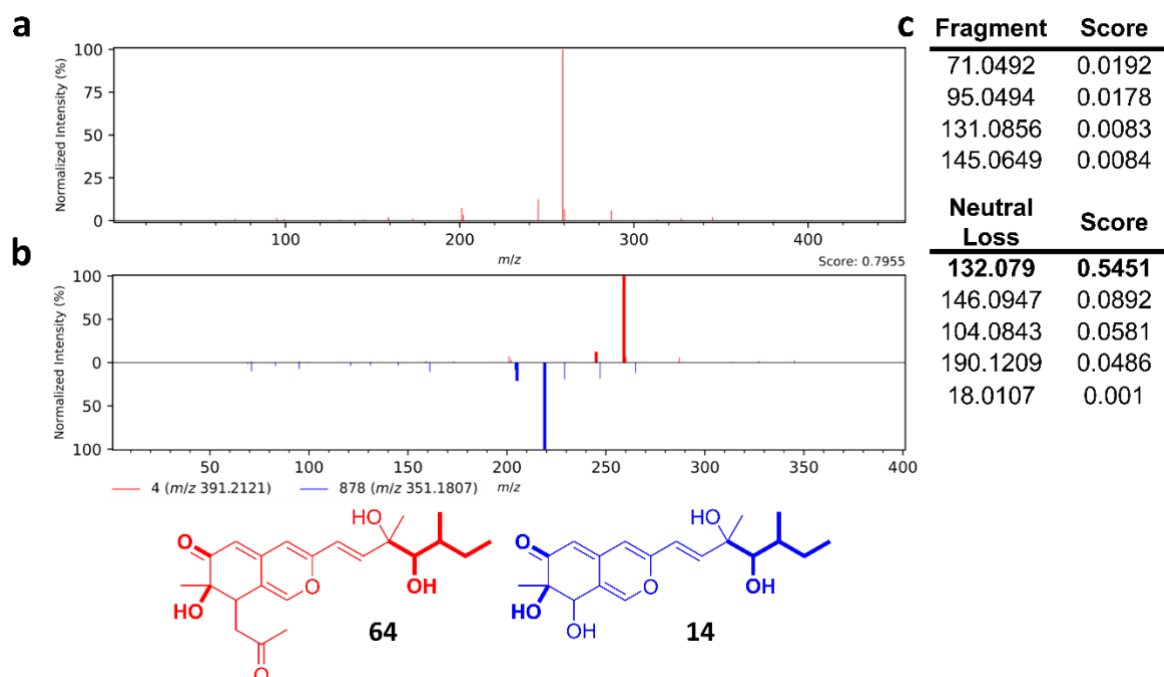 a
Normalized Intensity (%)
100
75
50
25
0
100
200
300
400
m/z
b
Score: 0.7955
Normalized Intensity (%)
100
50
0
50
100
50
100
150
200
250
300
350
400
4 (m/z 391.2121)
878 (m/z 351.1807)
m/z
HO
O
O
OH
HO
O
64
HO
O
O
OH
HO
OH
14
c
Fragment Score
71.0492 0.0192
95.0494 0.0178
131.0856 0.0083
145.0649 0.0084
Neutral
Loss Score
132.079 0.5451
146.0947 0.0892
104.0843 0.0581
190.1209 0.0486
18.0107 0.001